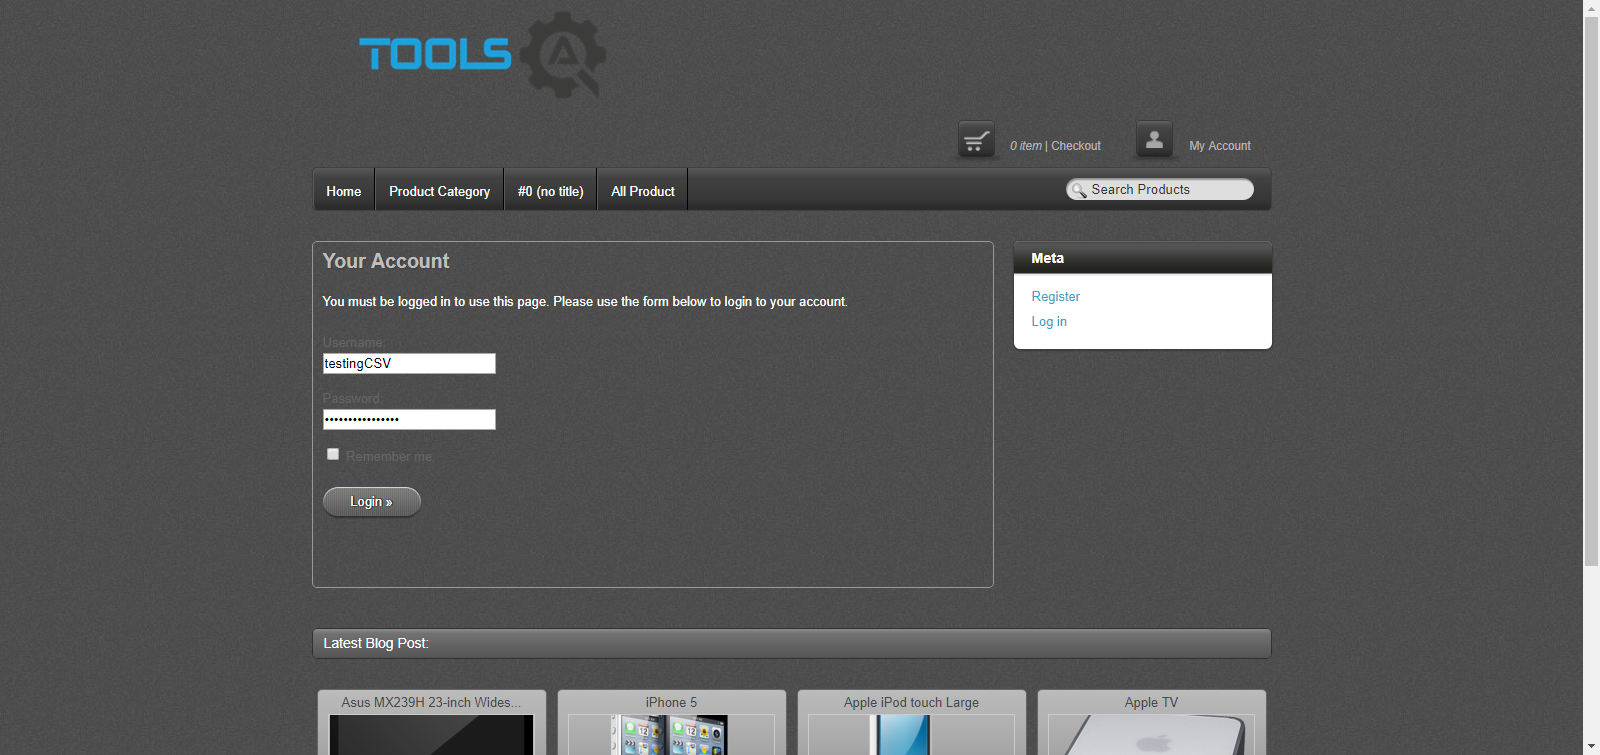 TOOLS
0 item | Checkout
My Account
Home
Product Category
#0 (no title)
All Product
Search Products
Your Account
You must be logged in to use this page. Please use the form below to login to your account.
Username:
testingCSV
Password:
••••••••••••••••
Remember me
Login »
Meta
Register
Log in
Latest Blog Post:
Asus MX239H 23-inch Wides...
iPhone 5
Apple iPod touch Large
Apple TV